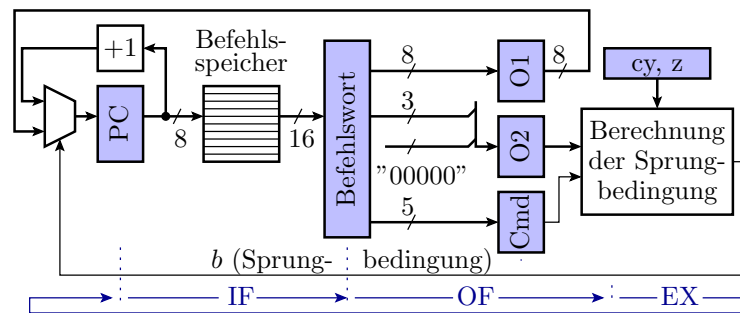 +1
Befehls-
speicher
PC
8
16
Befehlswort
8
3
"00000"
5
O1
8
O2
Cmd
cy, z
Berechnung
der Sprung-
bedingung
b (Sprung- bedingung)
IF
OF
EX